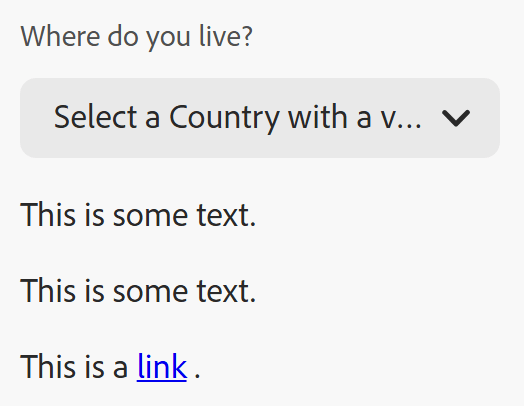 Where do you live?
Select a Country with a v...
This is some text.
This is some text.
This is a link .